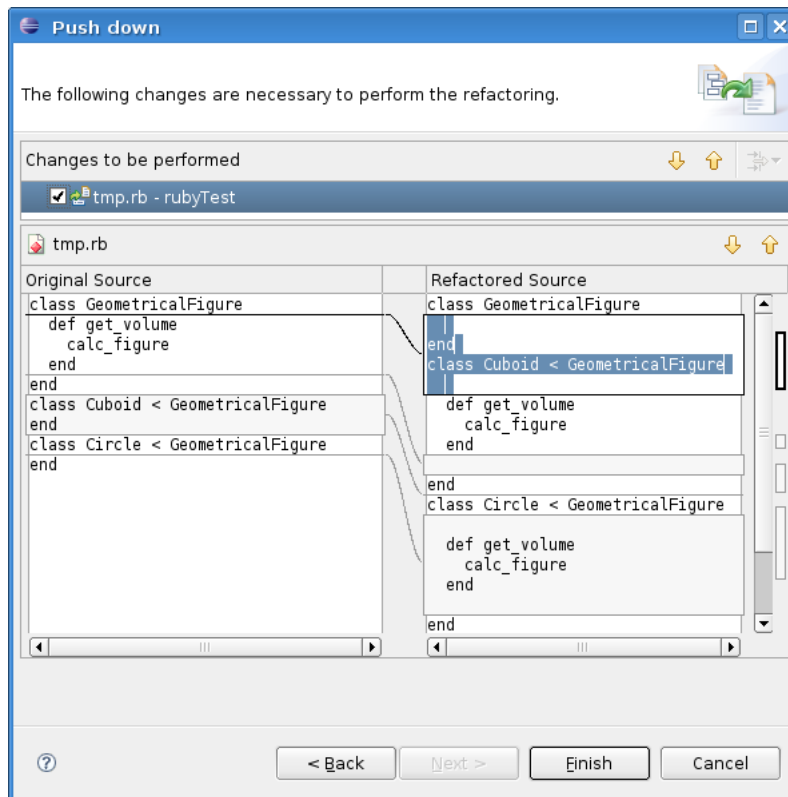 Push down
The following changes are necessary to perform the refactoring.
Changes to be performed
tmp.rb - rubyTest
tmp.rb
Original Source
class GeometricalFigure
  def get_volume
    calc_figure
  end
end
class Cuboid < GeometricalFigure
end
class Circle < GeometricalFigure
end
Refactored Source
class GeometricalFigure
end
class Cuboid < GeometricalFigure
  def get_volume
    calc_figure
  end
end
class Circle < GeometricalFigure
  def get_volume
    calc_figure
  end
end
< Back
Next >
Finish
Cancel